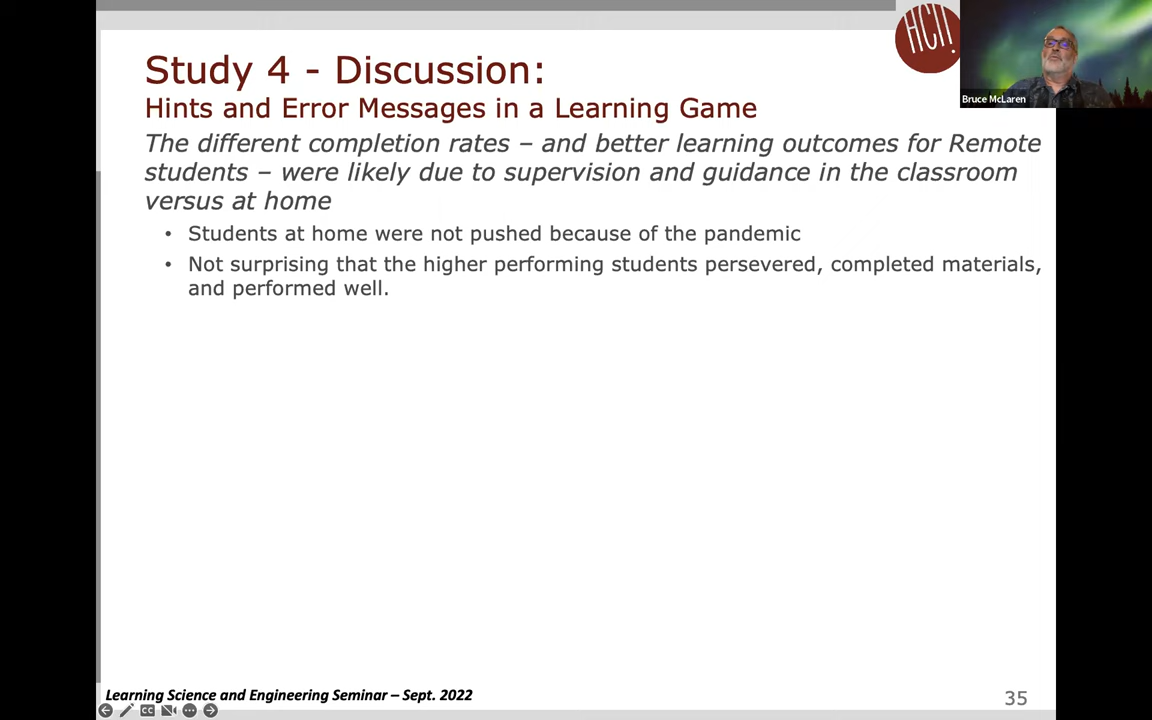 Study 4 - Discussion:
HCII
Hints and Error Messages in a Learning Game
Bruce McLaren
The different completion rates – and better learning outcomes for Remote
students – were likely due to supervision and guidance in the classroom
versus at home
• Students at home were not pushed because of the pandemic
• Not surprising that the higher performing students persevered, completed materials,
and performed well.
Learning Science and Engineering Seminar – Sept. 2022
35
CC